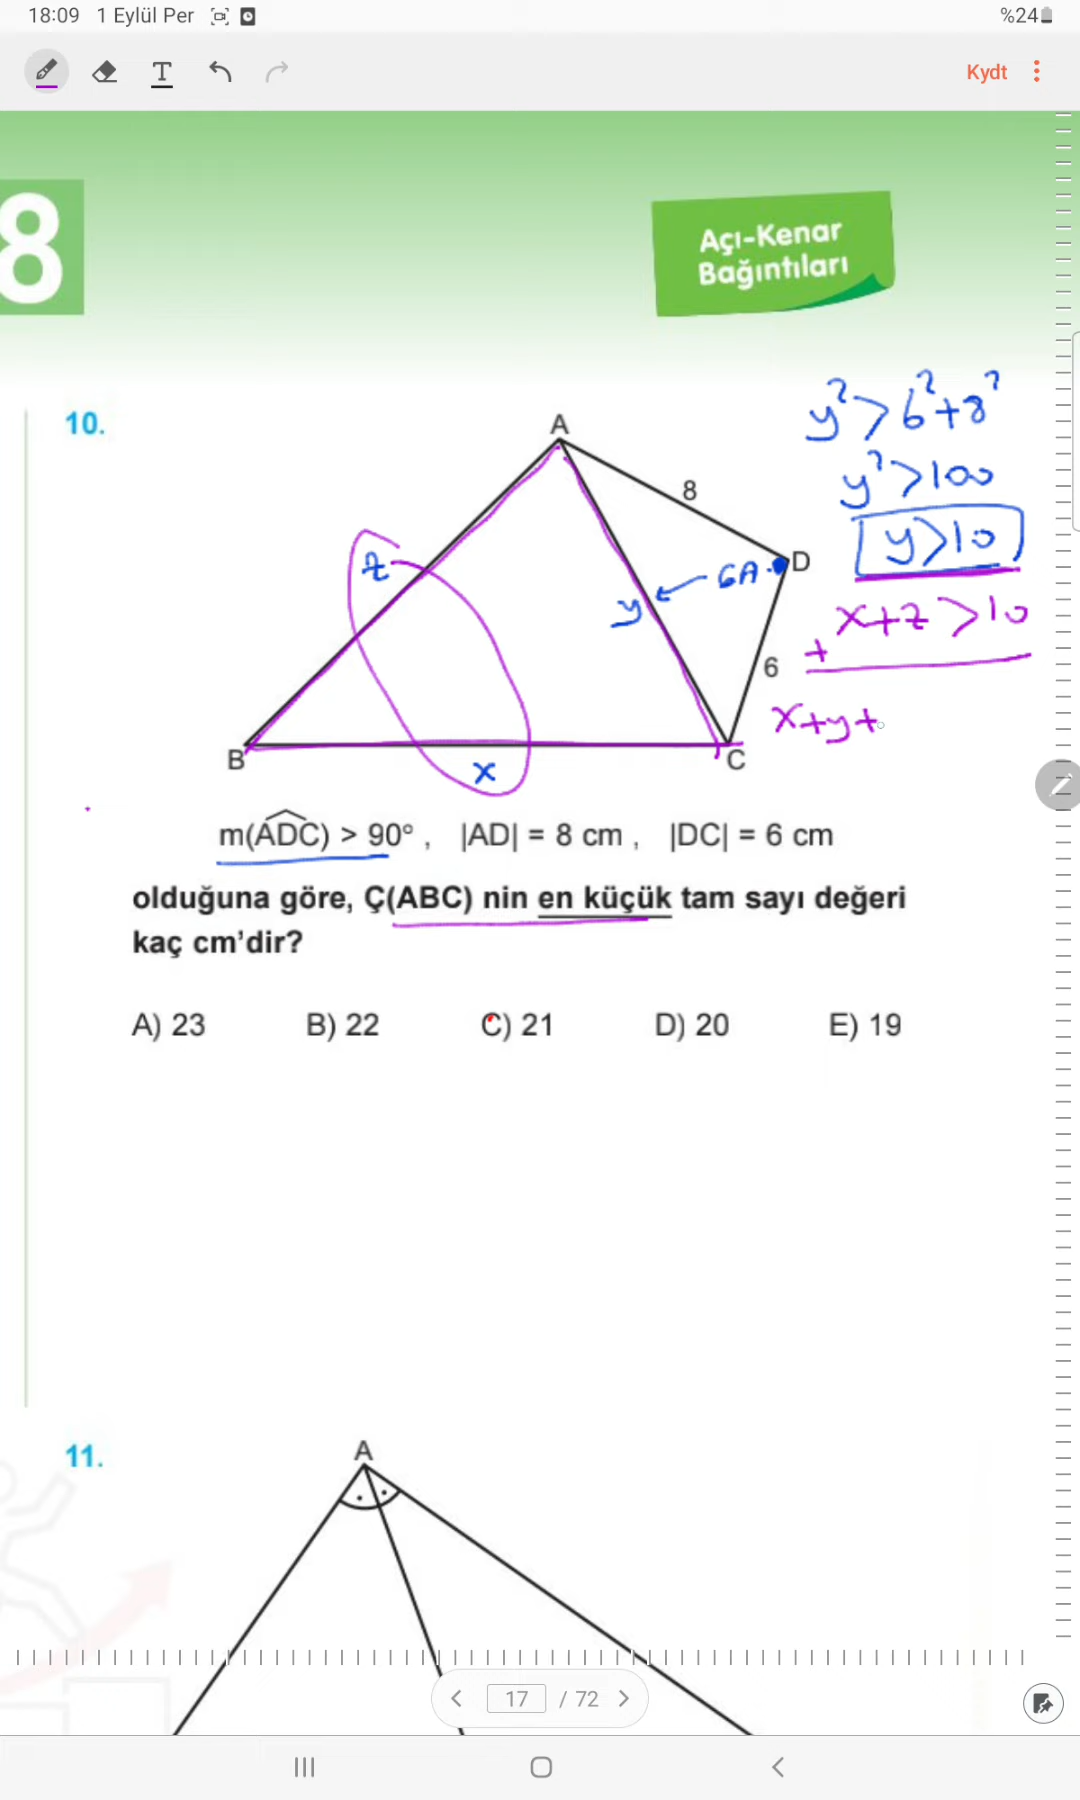 18:09 1 Eylül Per
%24
T
Kydt
8
Açı-Kenar
Bağıntıları
10.
A
8
D
6
B
C
z
y
GA
x
y² > 6² + 8²
y² > 100
y > 10
x + z > 10
+
x + y +
m(ADC) > 90° , |AD| = 8 cm , |DC| = 6 cm
olduğuna göre, Ç(ABC) nin en küçük tam sayı değeri
kaç cm'dir?
A) 23 B) 22 C) 21 D) 20 E) 19
11.
A
17 / 72